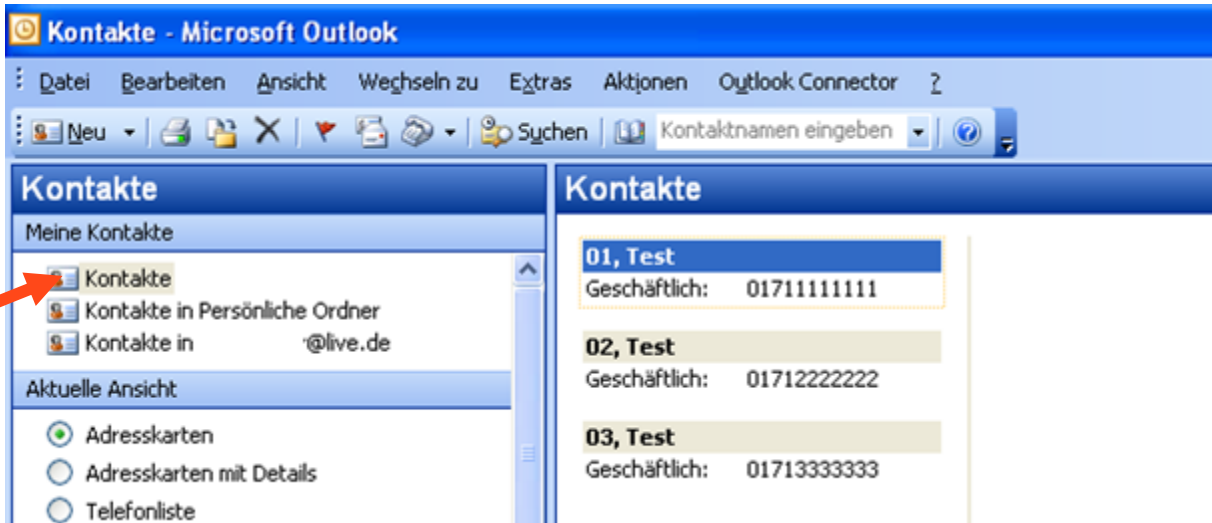 Kontakte - Microsoft Outlook
Datei Bearbeiten Ansicht Wechseln zu Extras Aktionen Outlook Connector ?
Neu Suchen Kontaktnamen eingeben
Kontakte
Meine Kontakte
Kontakte
Kontakte in Persönliche Ordner
Kontakte in @live.de
Aktuelle Ansicht
Adresskarten
Adresskarten mit Details
Telefonliste
Kontakte
01, Test
Geschäftlich: 01711111111
02, Test
Geschäftlich: 01712222222
03, Test
Geschäftlich: 01713333333